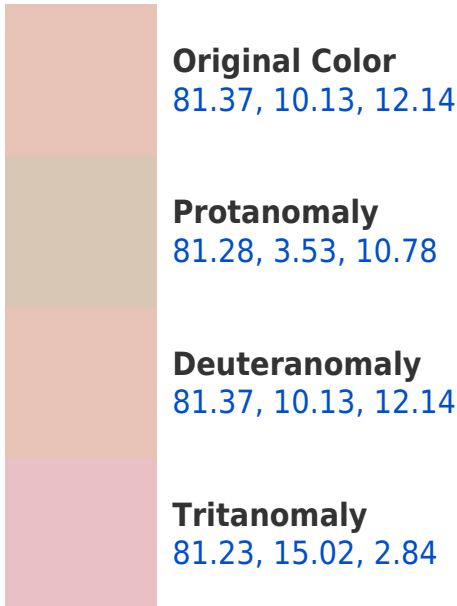 Original Color
81.37, 10.13, 12.14
Protanomaly
81.28, 3.53, 10.78
Deuteranomaly
81.37, 10.13, 12.14
Tritanomaly
81.23, 15.02, 2.84